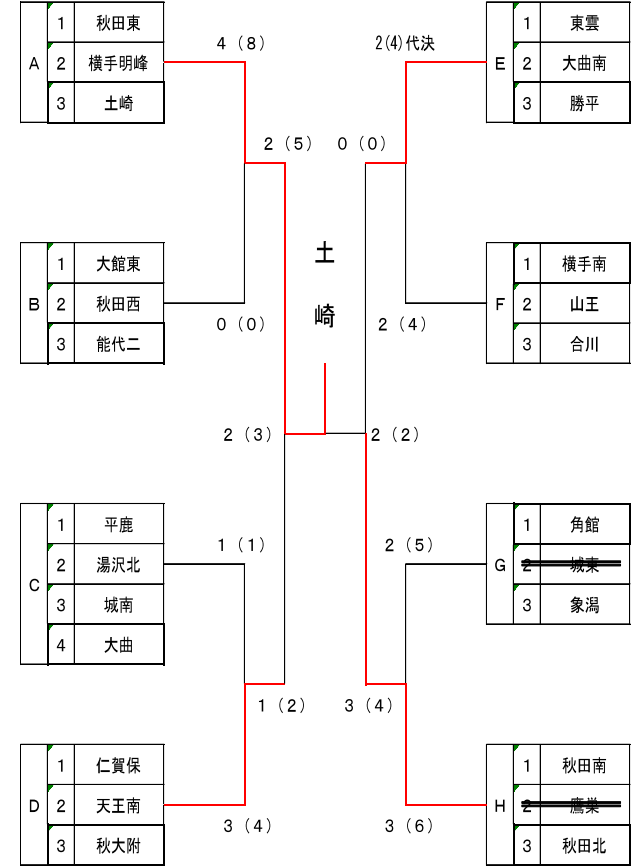 A
1 秋田東
2 横手明峰
3 土崎
4（8）
2(4)代決
E
1 東雲
2 大曲南
3 勝平
2（5）
0（0）
B
1 大館東
2 秋田西
3 能代二
0（0）
土
崎
2（4）
F
1 横手南
2 山王
3 合川
2（3）
2（2）
C
1 平鹿
2 湯沢北
3 城南
4 大曲
1（1）
2（5）
G
1 角館
2 城東
3 象潟
1（2）
3（4）
D
1 仁賀保
2 天王南
3 秋大附
3（4）
3（6）
H
1 秋田南
2 鷹巣
3 秋田北